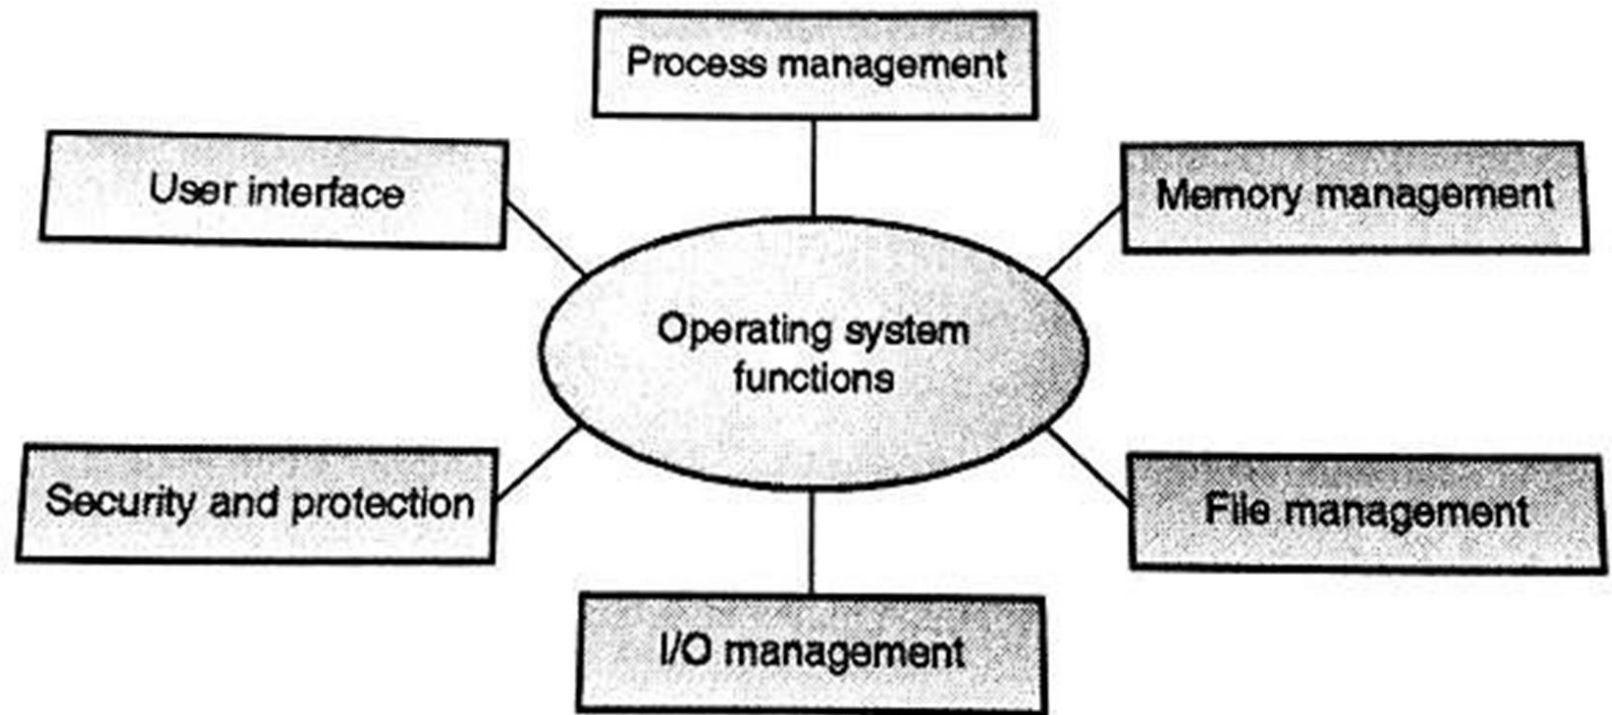 Process management
User interface
Memory management
Operating system
functions
Security and protection
File management
I/O management